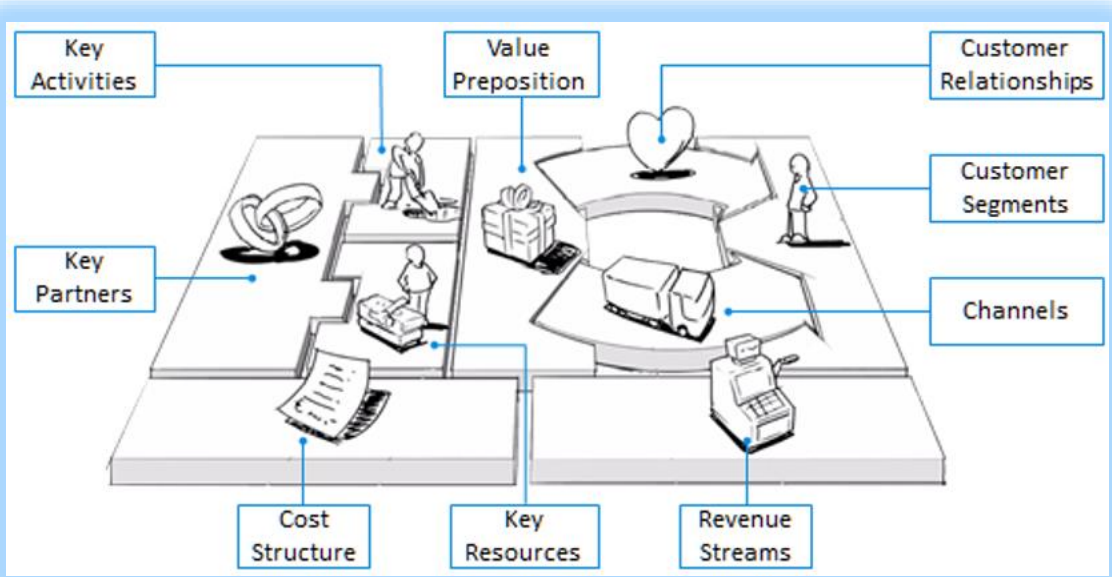 Key
Activities
Value
Preposition
Customer
Relationships
Customer
Segments
Key
Partners
Channels
Cost
Structure
Key
Resources
Revenue
Streams